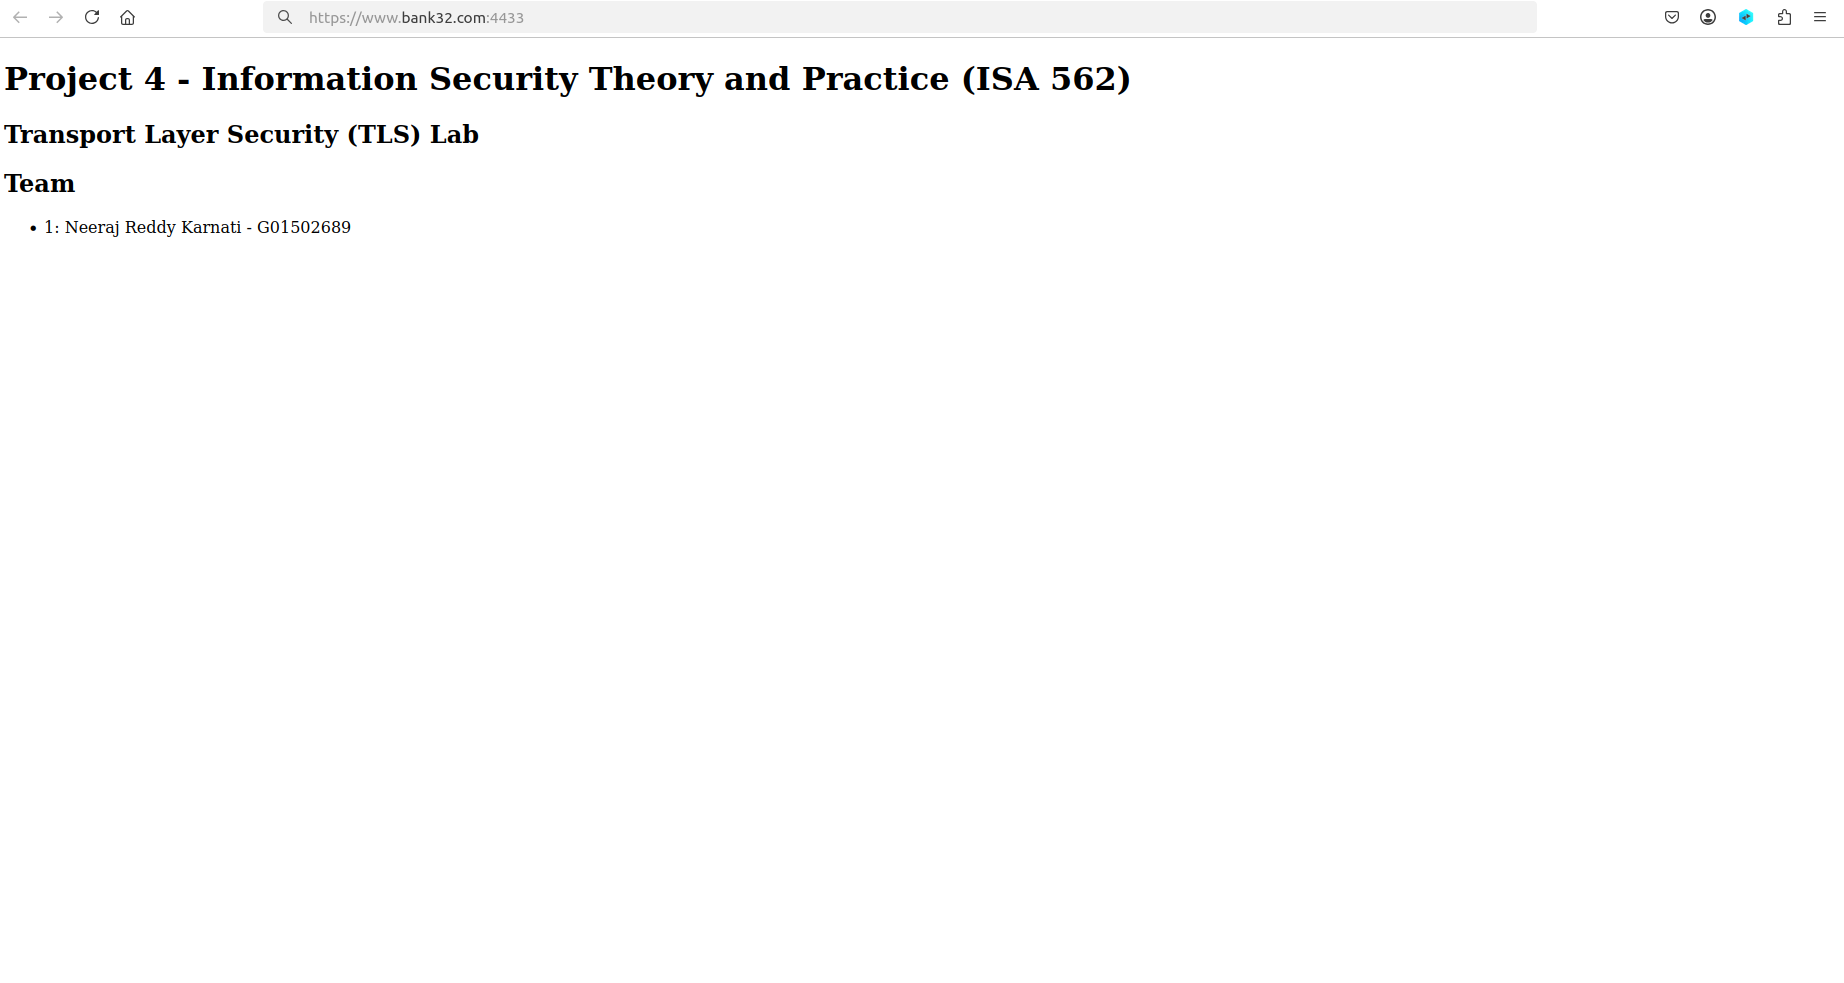 https://www.bank32.com:4433
Project 4 - Information Security Theory and Practice (ISA 562)
Transport Layer Security (TLS) Lab
Team
• 1: Neeraj Reddy Karnati - G01502689